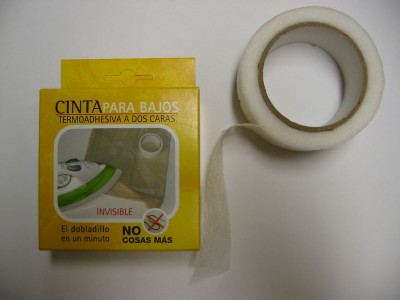 CINTA PARA BAJOS
TERMOADHESIVA A DOS CARAS
INVISIBLE
El dobladillo
en un minuto
NO
COSAS MÁS